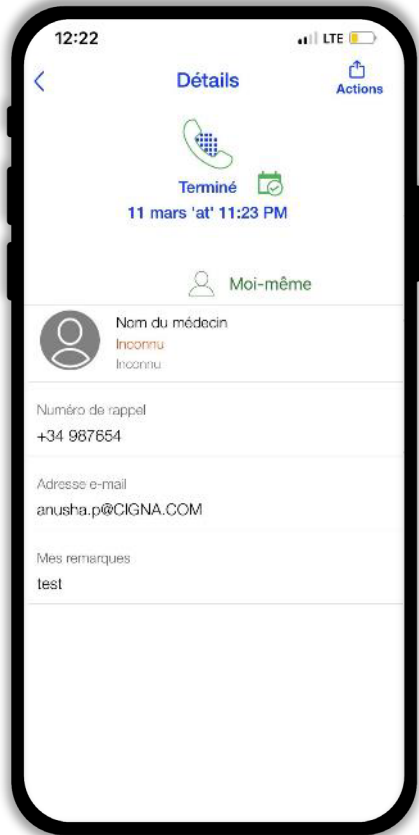 12:22
LTE
Détails
Actions
Terminé
11 mars 'at' 11:23 PM
Moi-même
Nom du médecin
Inconnu
Inconnu
Numéro de rappel
+34 987654
Adresse e-mail
anusha.p@CIGNA.COM
Mes remarques
test